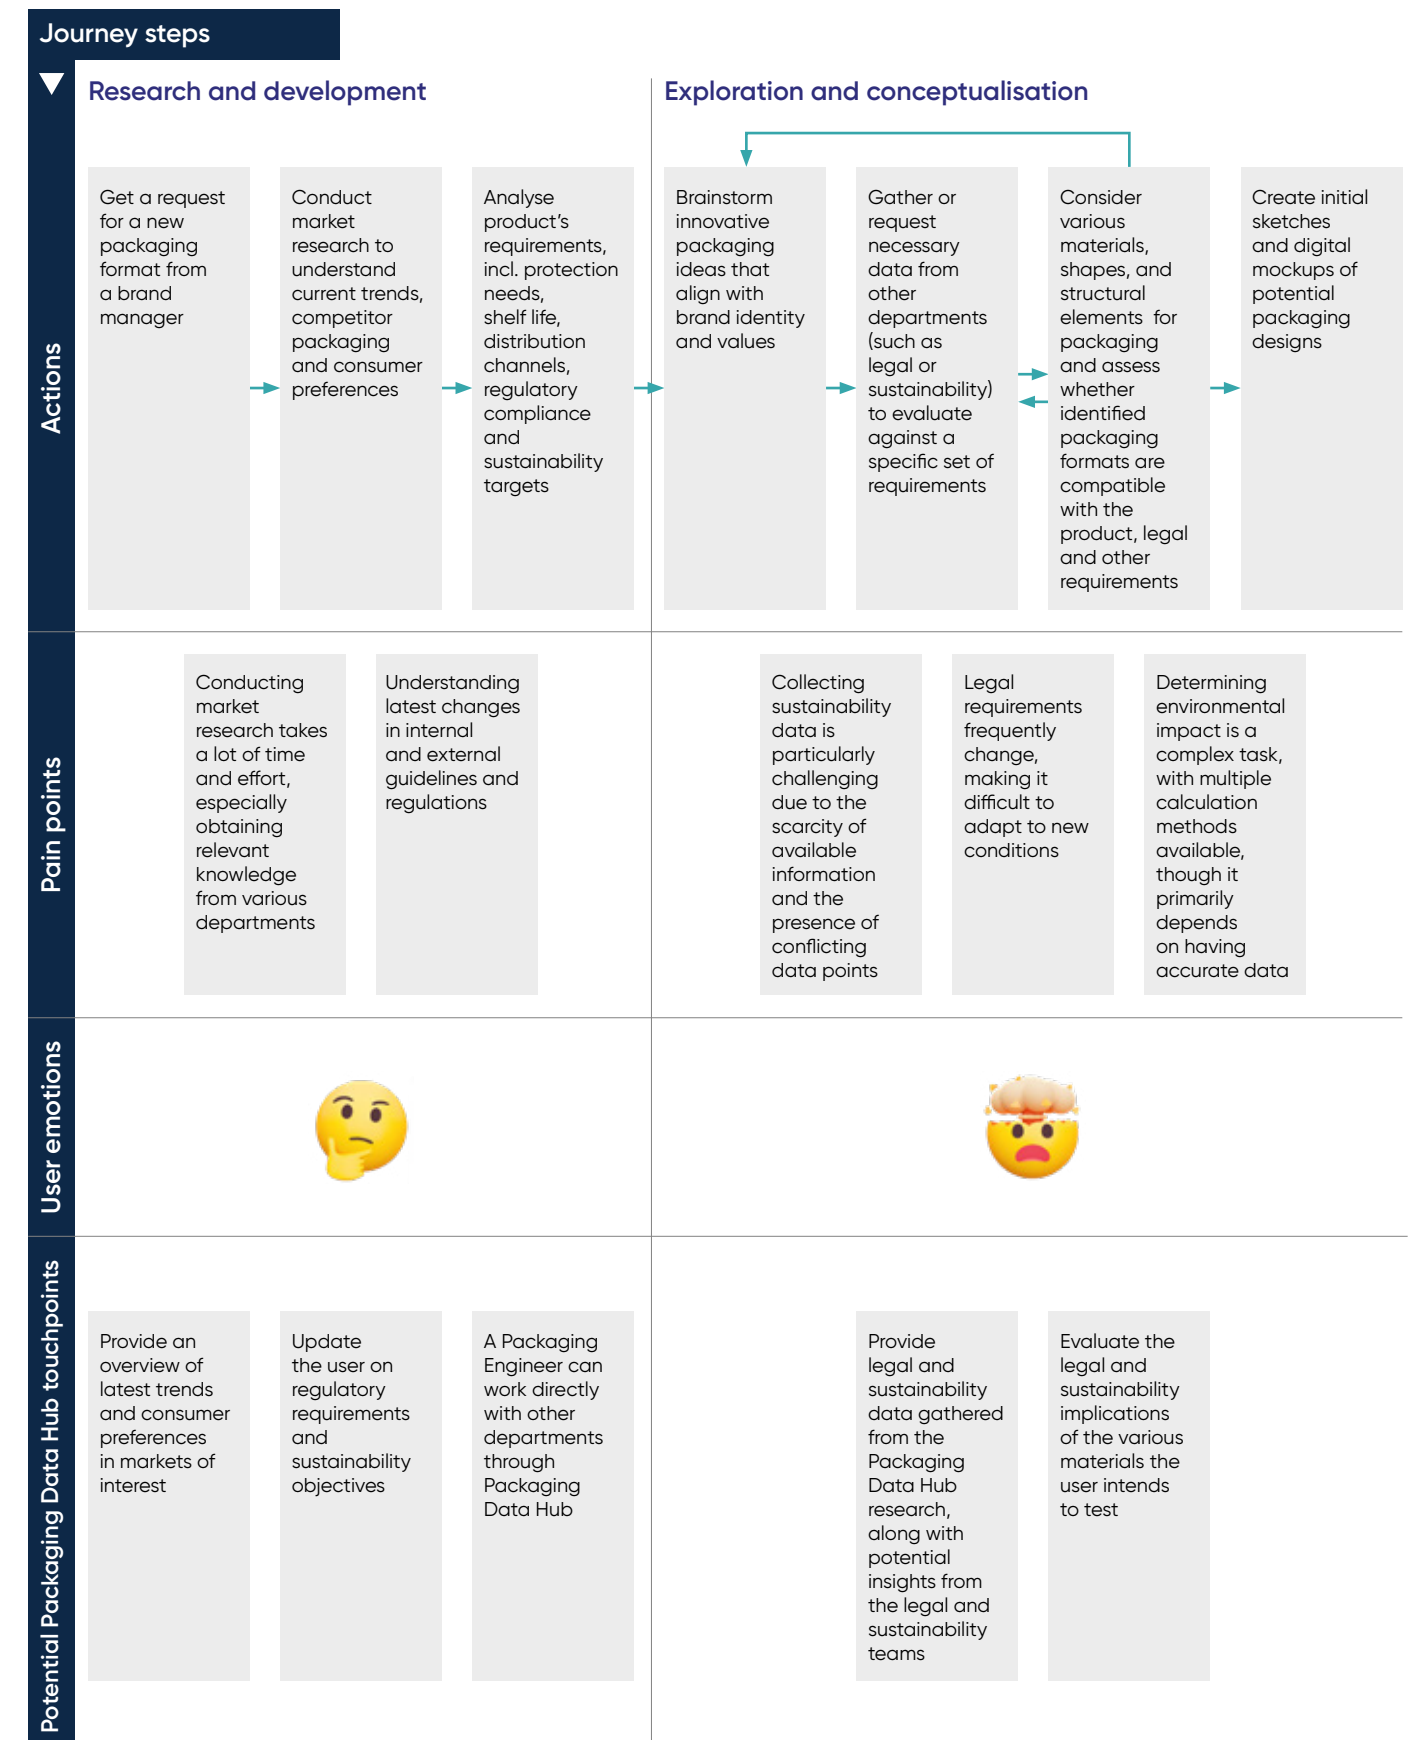 Journey steps
Research and development
Exploration and conceptualisation
Actions
Get a request
for a new
packaging
format from
a brand
manager
Conduct
market
research to
understand
current trends,
competitor
packaging
and consumer
preferences
Analyse
product's
requirements,
incl. protection
needs,
shelf life,
distribution
channels,
regulatory
compliance
and
sustainability
targets
Brainstorm
innovative
packaging
ideas that
align with
brand identity
and values
Gather or
request
necessary
data from
other
departments
(such as
legal or
sustainability)
to evaluate
against a
specific set of
requirements
Consider
various
materials,
shapes, and
structural
elements for
packaging
and assess
whether
identified
packaging
formats are
compatible
with the
product, legal
and other
requirements
Create initial
sketches
and digital
mockups of
potential
packaging
designs
Pain points
Conducting
market
research takes
a lot of time
and effort,
especially
obtaining
relevant
knowledge
from various
departments
Understanding
latest changes
in internal
and external
guidelines and
regulations
Collecting
sustainability
data is
particularly
challenging
due to the
scarcity of
available
information
and the
presence of
conflicting
data points
Legal
requirements
frequently
change,
making it
difficult to
adapt to new
conditions
Determining
environmental
impact is a
complex task,
with multiple
calculation
methods
available,
though it
primarily
depends
on having
accurate data
User emotions
Potential Packaging Data Hub touchpoints
Provide an
overview of
latest trends
and consumer
preferences
in markets of
interest
Update
the user on
regulatory
requirements
and
sustainability
objectives
A Packaging
Engineer can
work directly
with other
departments
through
Packaging
Data Hub
Provide
legal and
sustainability
data gathered
from the
Packaging
Data Hub
research,
along with
potential
insights from
the legal and
sustainability
teams
Evaluate the
legal and
sustainability
implications
of the various
materials the
user intends
to test